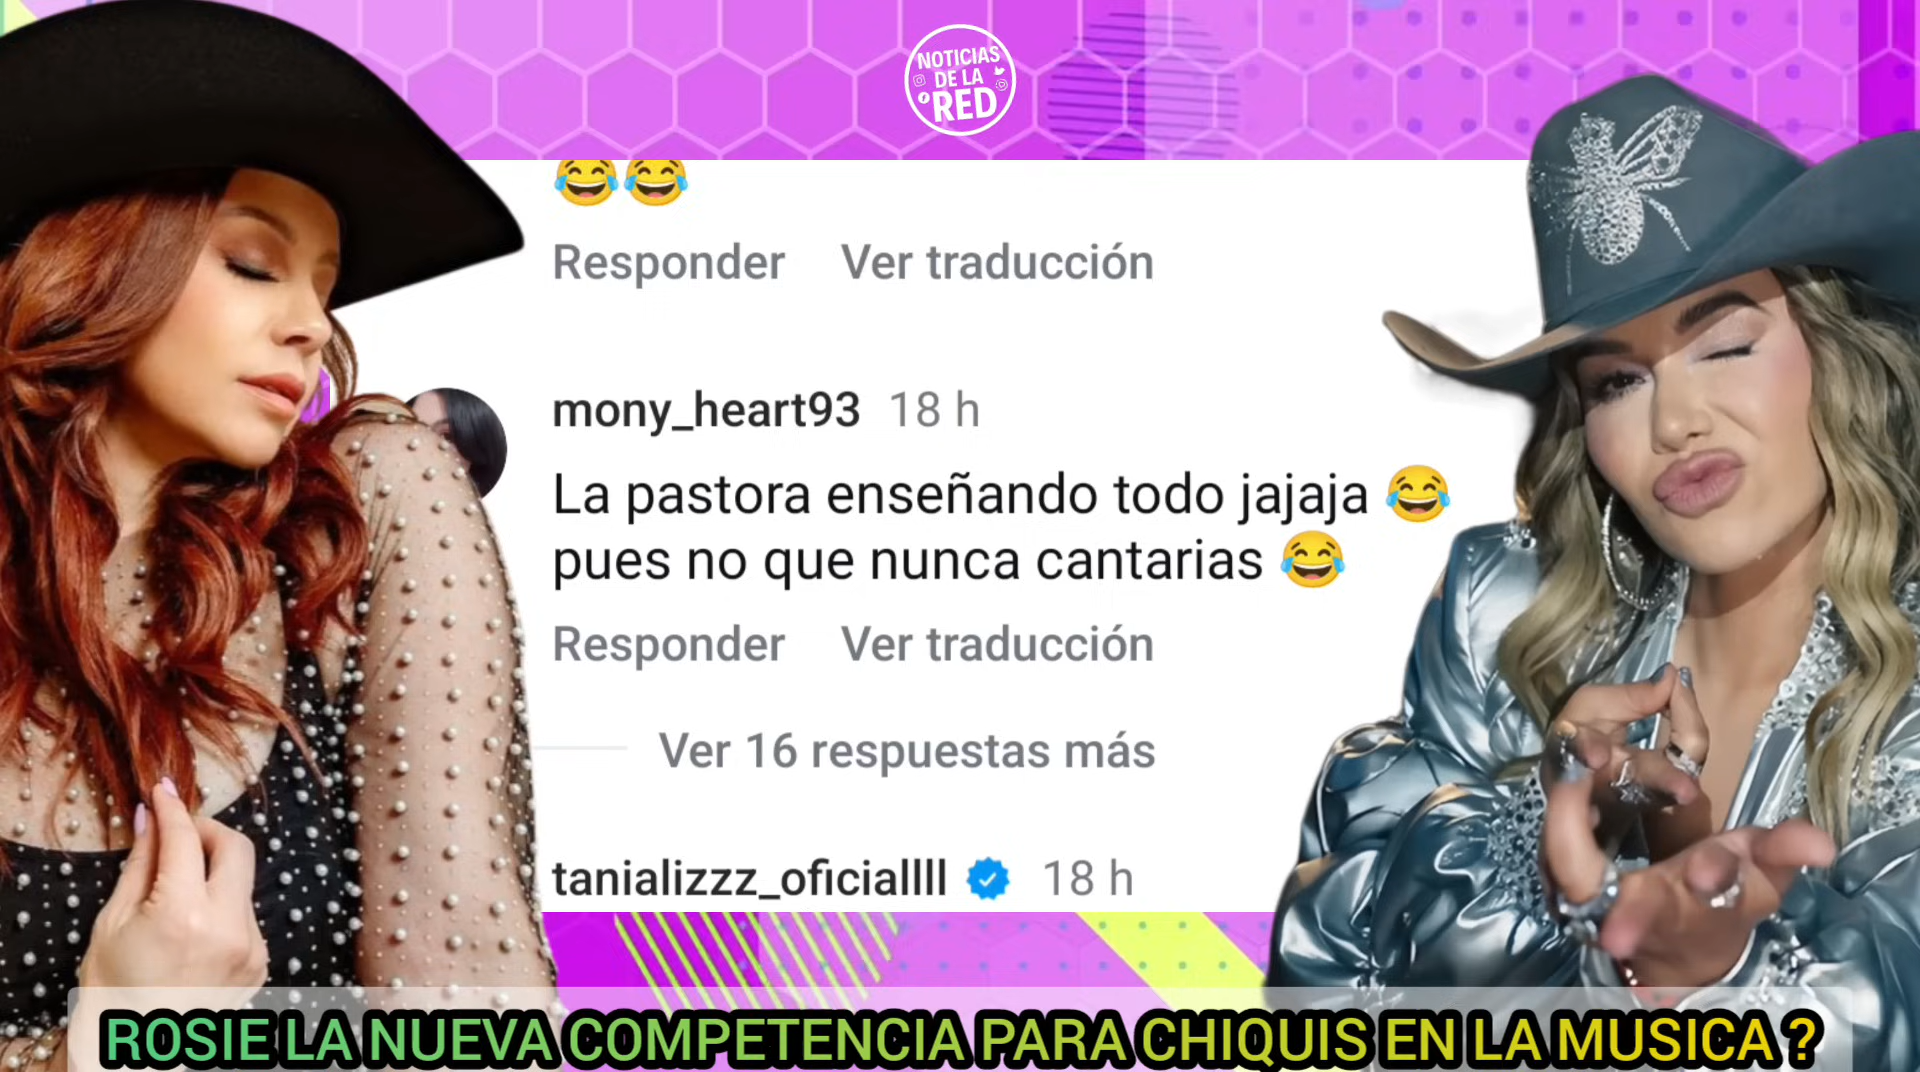 NOTICIAS
DE LA
RED
😂😂
Responder Ver traducción
mony_heart93 18 h
La pastora enseñando todo jajaja 😂
pues no que nunca cantarias 😂
Responder Ver traducción
Ver 16 respuestas más
tanializzz_oficiallll 18 h
ROSIE LA NUEVA COMPETENCIA PARA CHIQUIS EN LA MUSICA ?